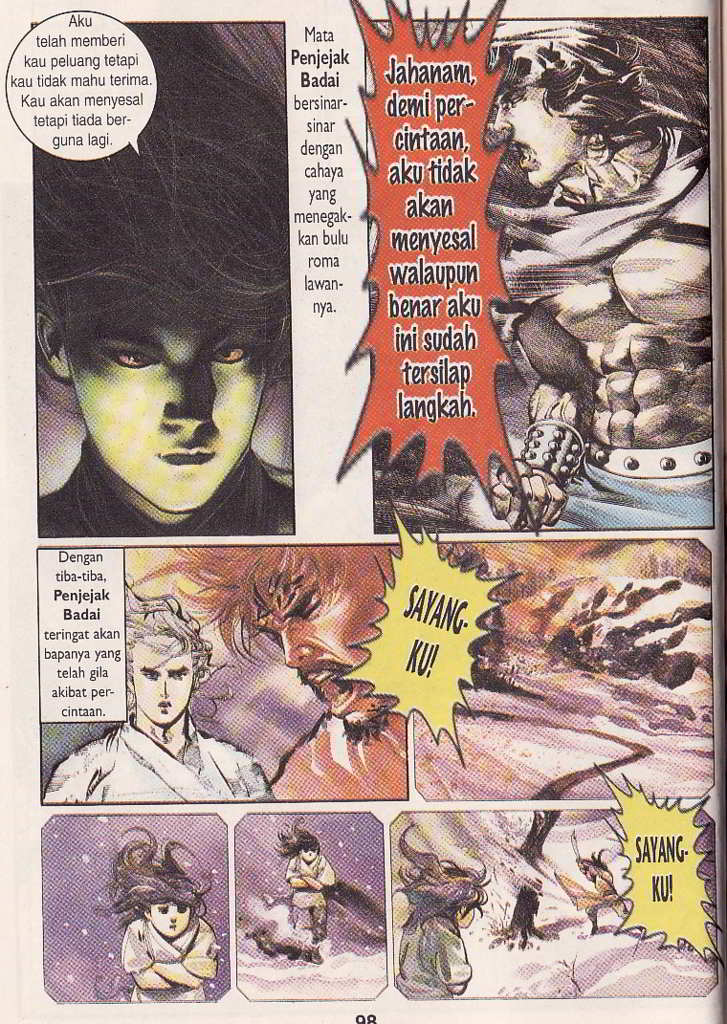 Aku
telah memberi
kau peluang tetapi
kau tidak mahu terima.
Kau akan menyesal
tetapi tiada ber-
guna lagi.
Mata
Penjejak
Badai
bersinar-
sinar
dengan
cahaya
yang
menegak-
kan bulu
roma
lawan-
nya.
Jahanam,
demi per-
cintaan,
aku tidak
akan
menyesal
walaupun
benar aku
ini sudah
tersilap
langkah.
Dengan
tiba-tiba,
Penjejak
Badai
teringat akan
bapanya yang
telah gila
akibat per-
cintaan.
SAYANG-
KU!
SAYANG-
KU!
98